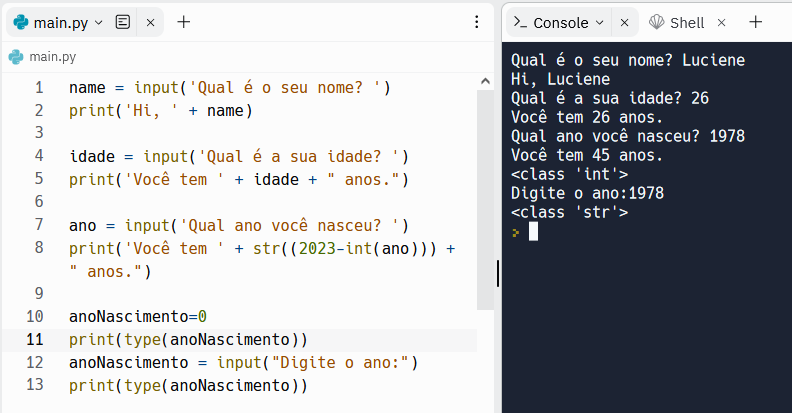 main.py
main.py
1 name = input('Qual é o seu nome? ')
2 print('Hi, ' + name)
3
4 idade = input('Qual é a sua idade? ')
5 print('Você tem ' + idade + " anos.")
6
7 ano = input('Qual ano você nasceu? ')
8 print('Você tem ' + str((2023-int(ano))) +
" anos.")
9
10 anoNascimento=0
11 print(type(anoNascimento))
12 anoNascimento = input("Digite o ano:")
13 print(type(anoNascimento))
Console Shell
Qual é o seu nome? Luciene
Hi, Luciene
Qual é a sua idade? 26
Você tem 26 anos.
Qual ano você nasceu? 1978
Você tem 45 anos.
<class 'int'>
Digite o ano:1978
<class 'str'>